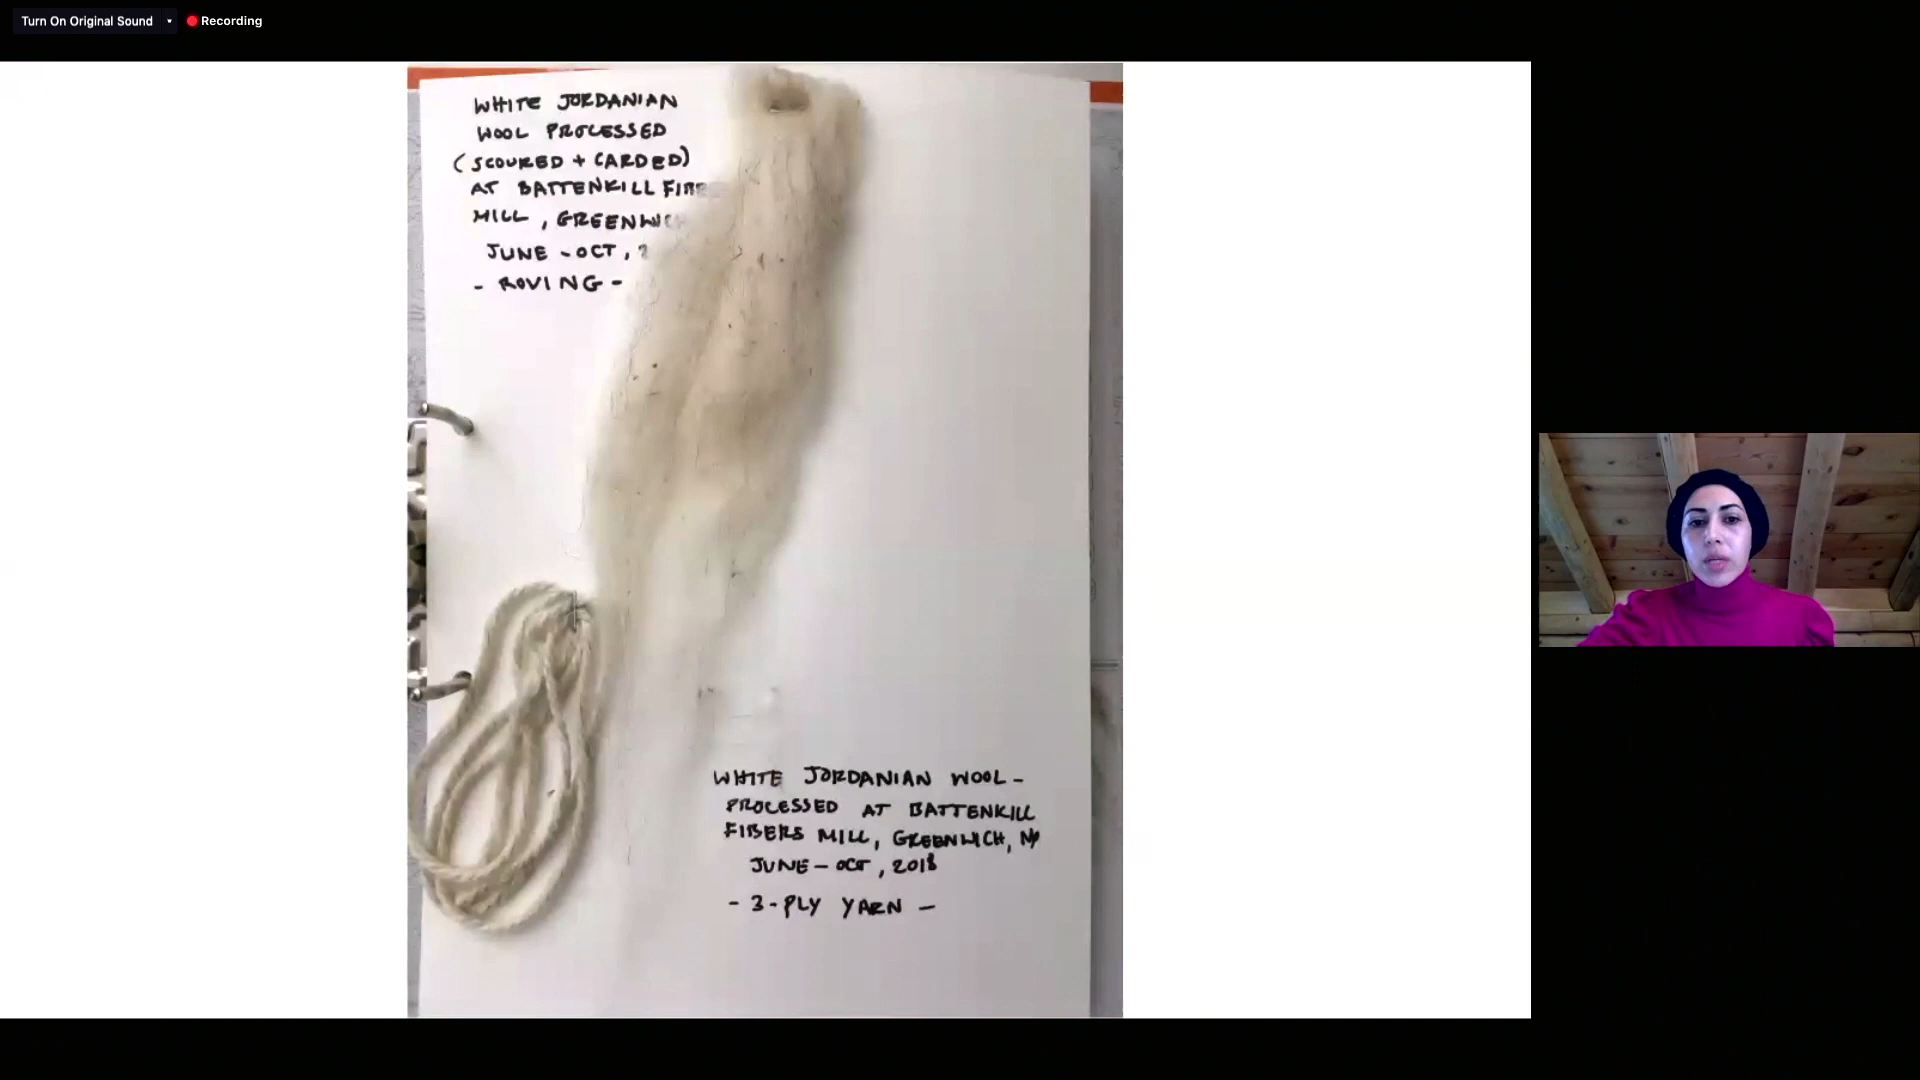 Turn On Original Sound
Recording
WHITE JORDANIAN
WOOL PROCESSED
(SCOURED + CARDED)
AT BATTENKILL
MILL, GREENWICH
JUNE - OCT,
- ROVING -
WHITE JORDANIAN WOOL -
PROCESSED AT BATTENKILL
FIBERS MILL, GREENWICH, NY
JUNE - OCT, 2018
- 3-PLY YARN -